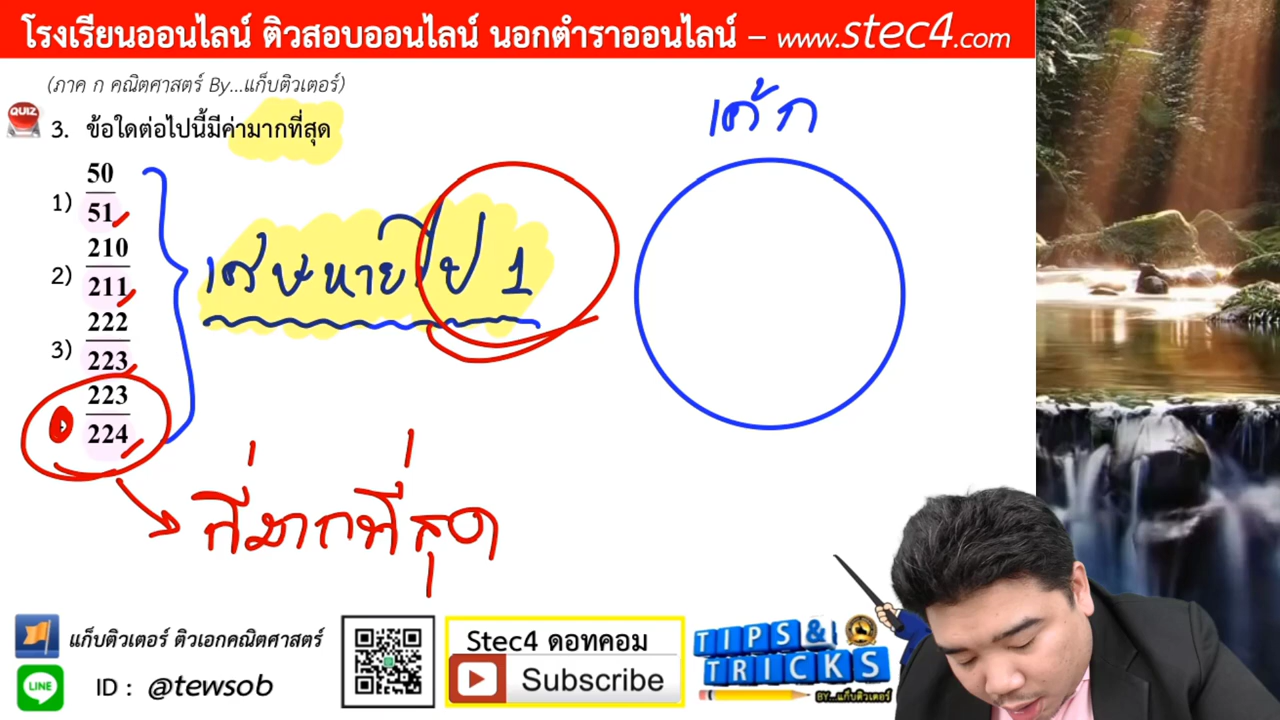 โรงเรียนออนไลน์ ติวสอบออนไลน์ นอกตำราออนไลน์ – www.stec4.com
(ภาค ก คณิตศาสตร์ By...แก็บติวเตอร์)
QUIZ
3. ข้อใดต่อไปนี้มีค่ามากที่สุด
เค้ก
1) 50/51
2) 210/211
3) 222/223
223/224
เศษหายไป 1
ที่มากที่สุด
แก็บติวเตอร์ ติวเอกคณิตศาสตร์
LINE ID : @tewsob
Stec4 ดอทคอม
Subscribe
TIPS &
TRICKS
BY...แก็บติวเตอร์